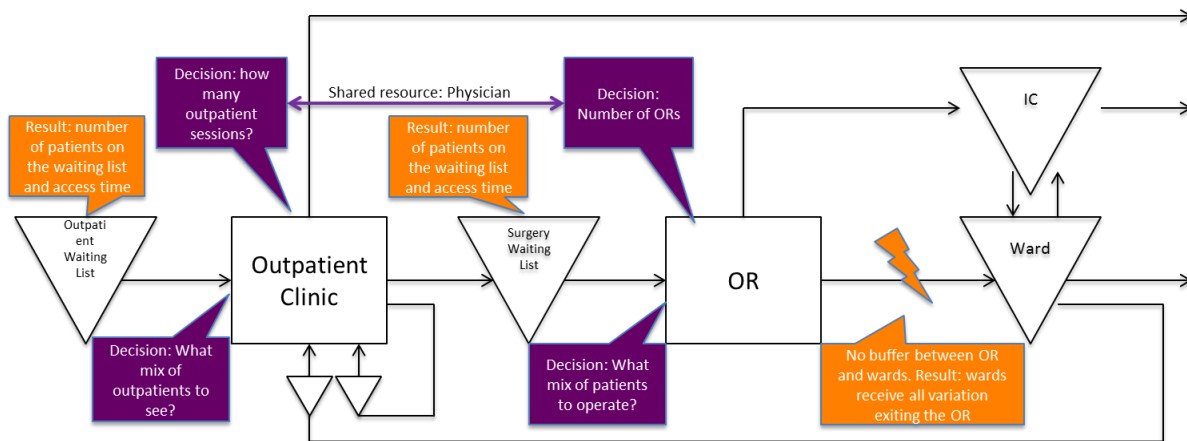 Decision: how
many
outpatient
sessions?
Shared resource: Physician
Decision:
Number of ORs
IC
Result: number
of patients on
the waiting list
and access time
Result: number
of patients on
the waiting list
and access time
Outpati
ent
Waiting
List
Outpatient
Clinic
Surgery
Waiting
List
OR
Ward
Decision: What
mix of
outpatients to
see?
Decision: What
mix of patients
to operate?
No buffer between OR
and wards. Result: wards
receive all variation
exiting the OR